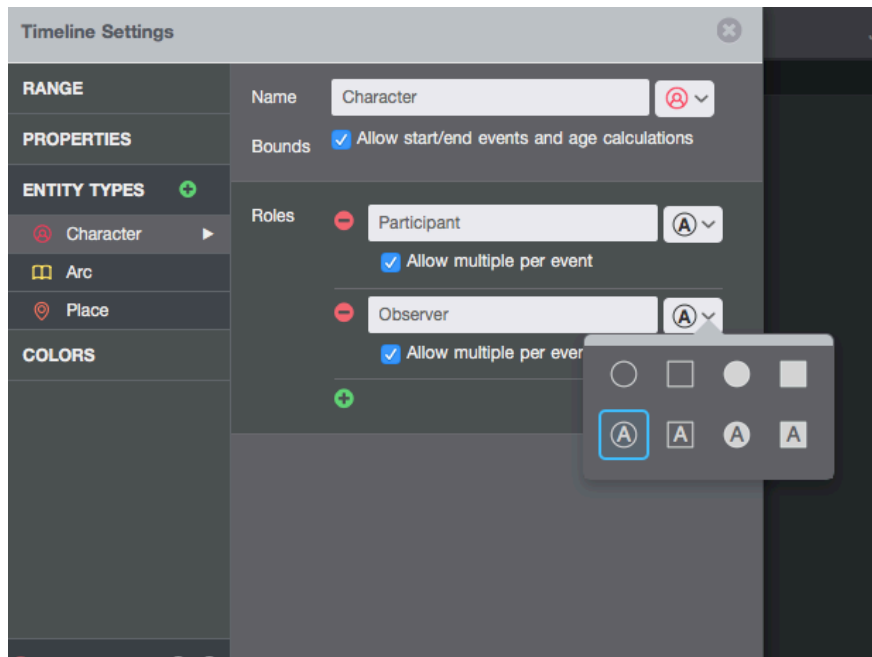 Timeline Settings
RANGE
PROPERTIES
ENTITY TYPES
Character
Arc
Place
COLORS
Name
Character
Bounds
Allow start/end events and age calculations
Roles
Participant
A
Allow multiple per event
Observer
A
Allow multiple per ever
A A A A